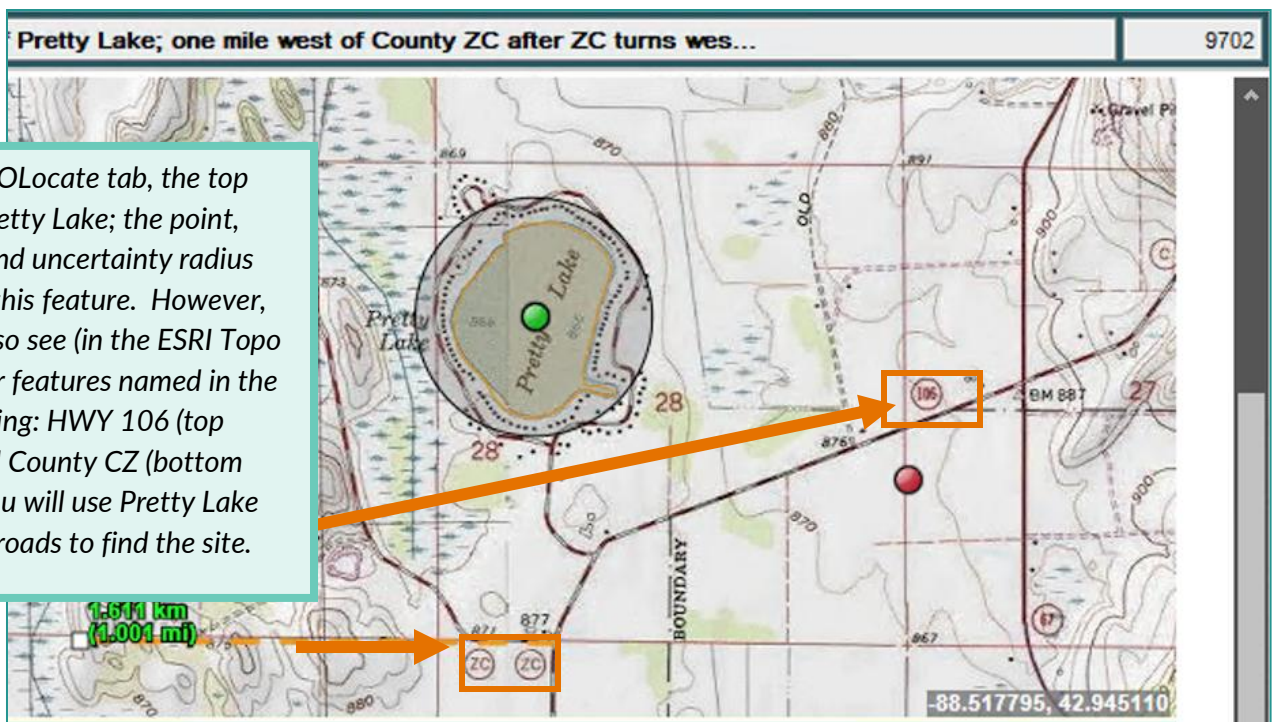 Pretty Lake; one mile west of County ZC after ZC turns wes...
9702
OLocate tab, the top
etty Lake; the point,
nd uncertainty radius
this feature.  However,
so see (in the ESRI Topo
r features named in the
ing: HWY 106 (top
County CZ (bottom
u will use Pretty Lake
roads to find the site.
Gravel Pi
869
870
880
891
OLD
900
C
873
Pretty
Lake
Pretty Lake
28
28
106
BM 887
27
876
870
900
BOUNDARY
1.611 km
(1.001 mi)
871
877
867
67
ZC
ZC
870
880
-88.517795, 42.945110